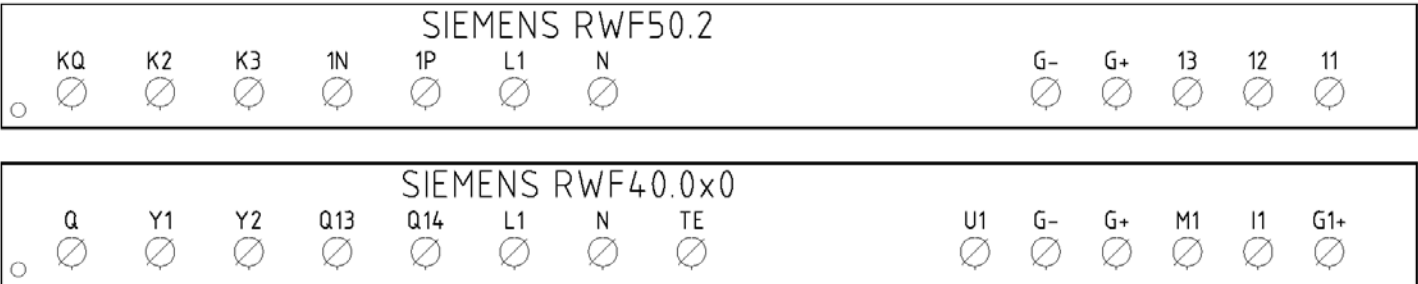 SIEMENS RWF50.2
KQ K2 K3 1N 1P L1 N G- G+ 13 12 11
SIEMENS RWF40.0x0
Q Y1 Y2 Q13 Q14 L1 N TE U1 G- G+ M1 I1 G1+